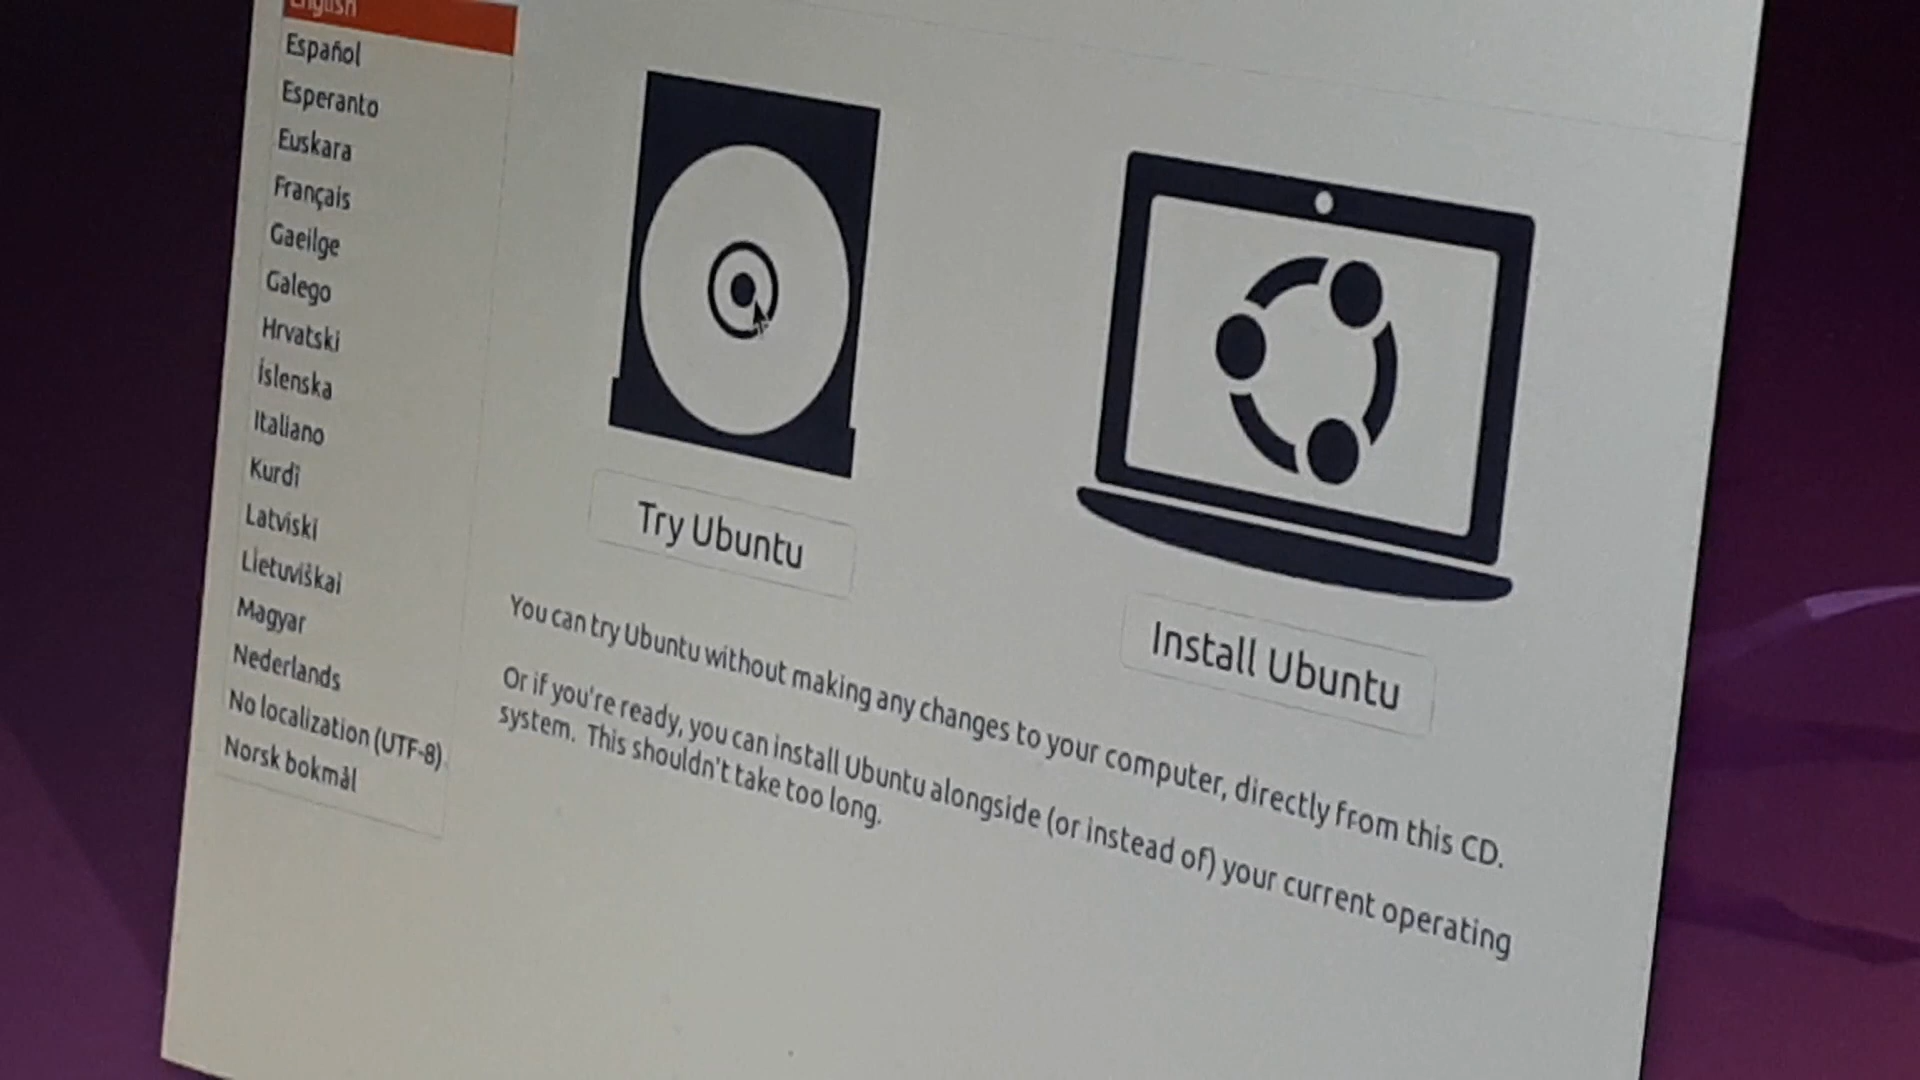 English
Español
Esperanto
Euskara
Français
Gaeilge
Galego
Hrvatski
Íslenska
Italiano
Kurdî
Latviski
Lietuviškai
Magyar
Nederlands
No localization (UTF-8)
Norsk bokmål
Try Ubuntu
Install Ubuntu
You can try Ubuntu without making any changes to your computer, directly from this CD.
Or if you're ready, you can install Ubuntu alongside (or instead of) your current operating
system. This shouldn't take too long.